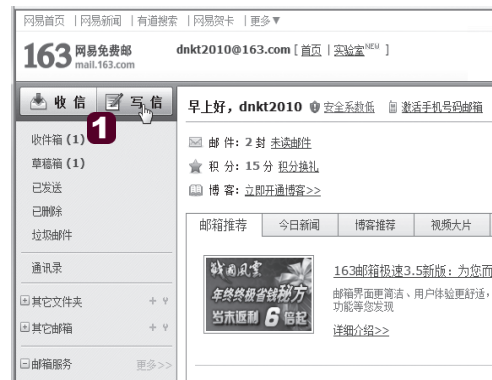 网易首页 | 网易新闻 | 有道搜索 | 网易贺卡 | 更多▼
163 网易免费邮
mail.163.com
dnkt2010@163.com [ 首页 | 实验室NEW ]
收 信 写 信
1
早上好，dnkt2010 安全系数低 激活手机号码邮箱
收件箱 (1)
草稿箱 (1)
已发送
已删除
垃圾邮件
通讯录
其它文件夹
其它邮箱
邮箱服务 更多>>
邮 件: 2 封 未读邮件
积 分: 15 分 积分换礼
博 客: 立即开通博客>>
邮箱推荐 今日新闻 博客推荐 视频大片
战国风云
年终终极省钱秘方
岁末返利 6 倍起
163邮箱极速3.5新版：为您而
邮箱界面更简洁、用户体验更舒适，
功能等您发现
详细介绍>>